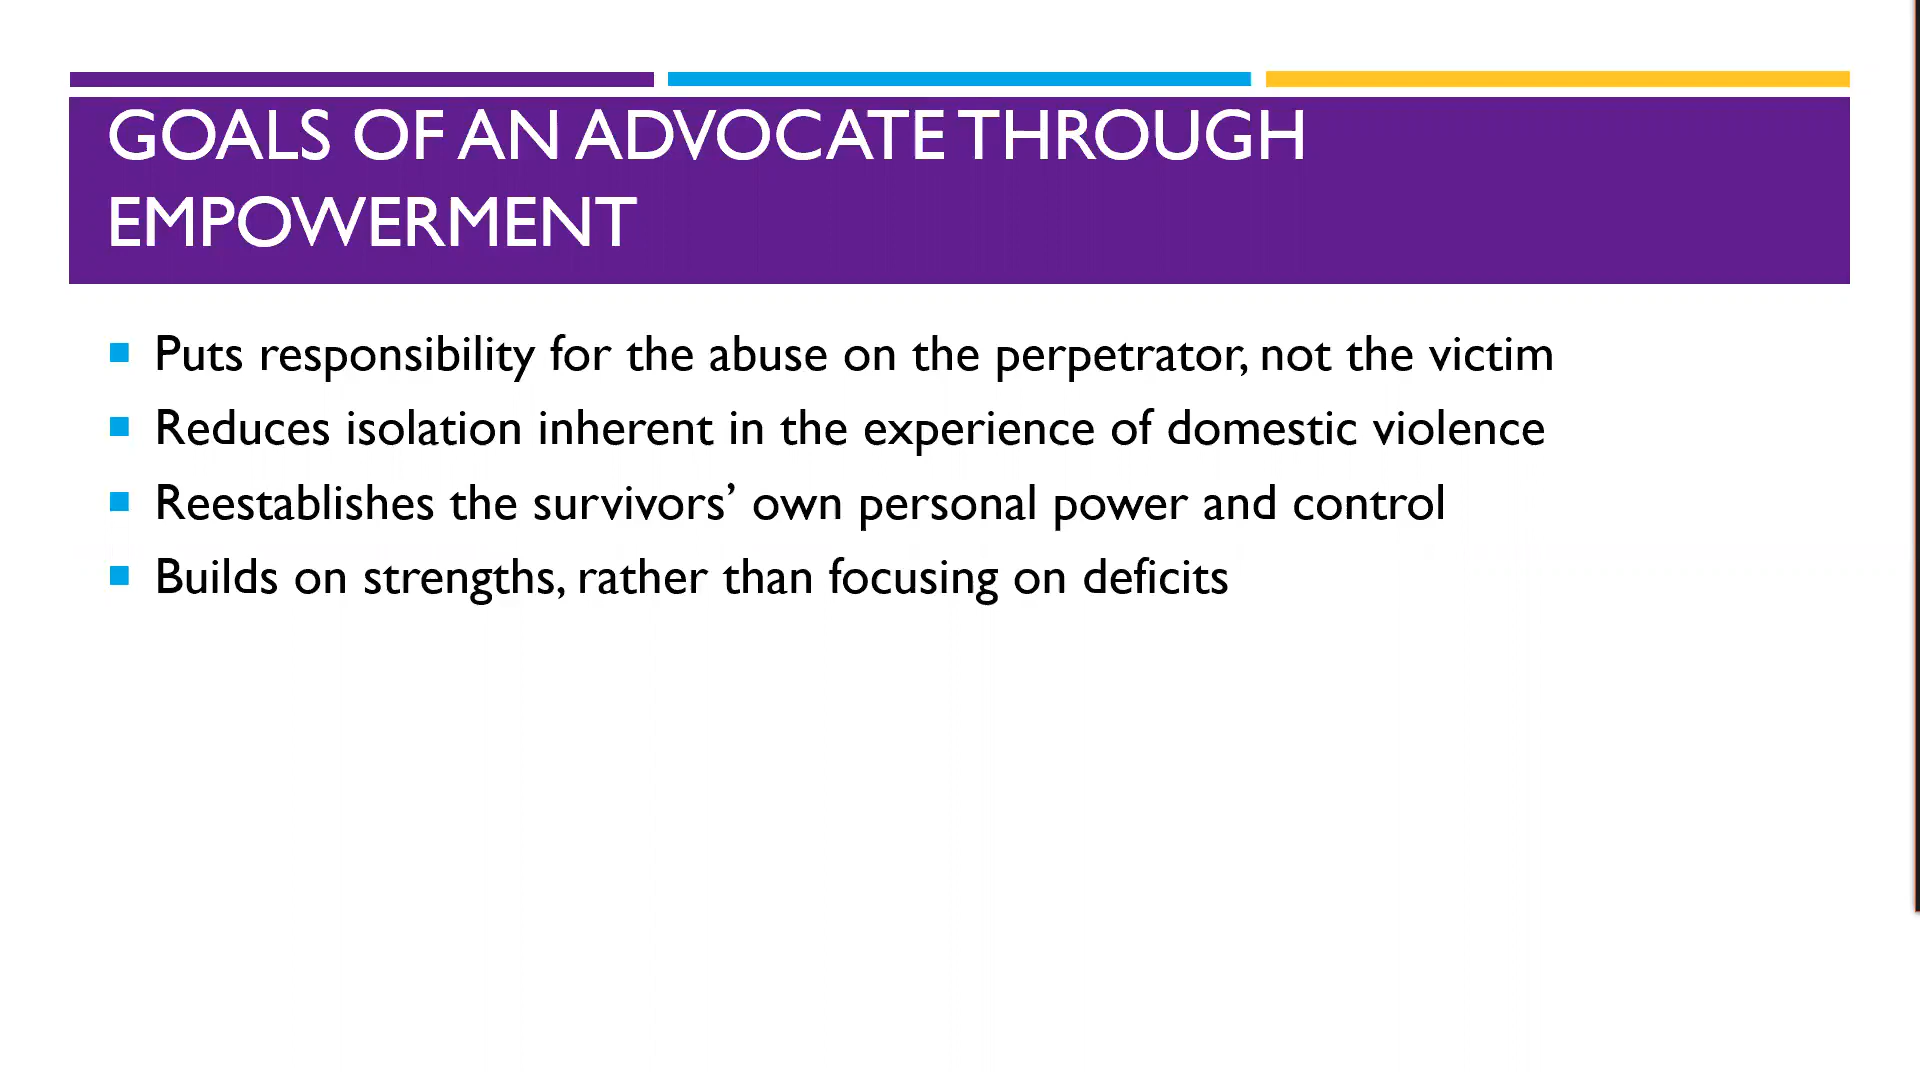 GOALS OF AN ADVOCATE THROUGH
EMPOWERMENT
Puts responsibility for the abuse on the perpetrator, not the victim
Reduces isolation inherent in the experience of domestic violence
Reestablishes the survivors’ own personal power and control
Builds on strengths, rather than focusing on deficits